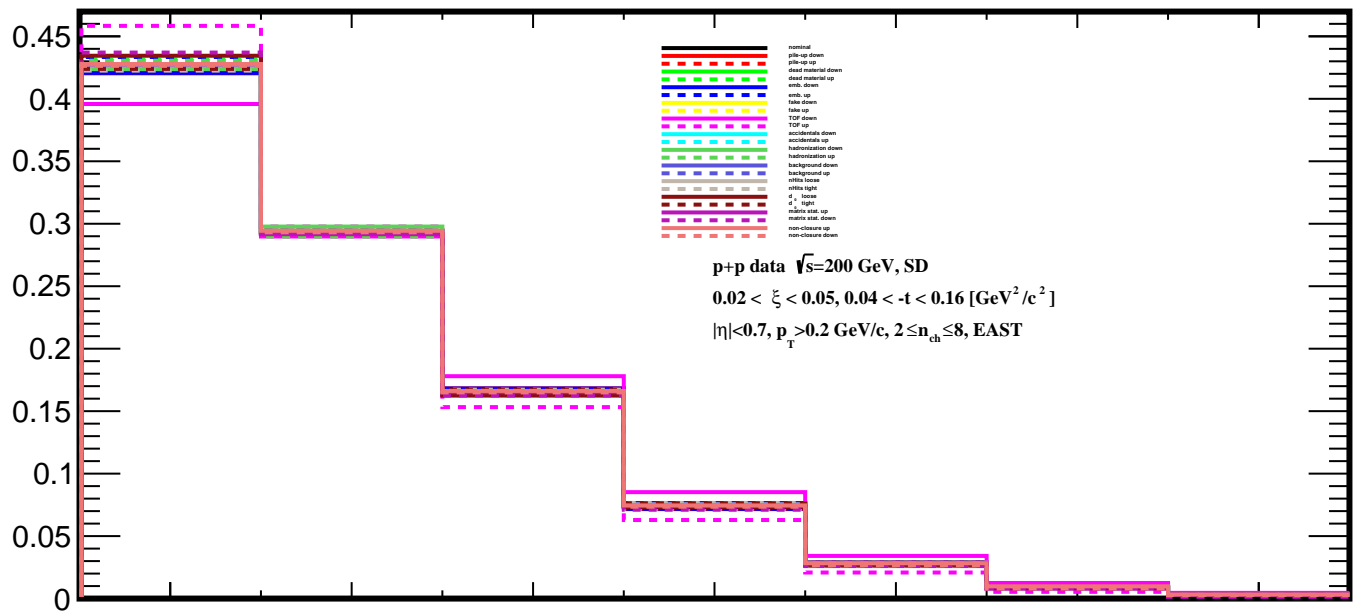 0.45
0.4
0.35
0.3
0.25
0.2
0.15
0.1
0.05
0
nominal
pile-up down
pile-up up
dead material down
dead material up
emb. down
emb. up
fake down
fake up
TOF down
TOF up
accidentals down
accidentals up
hadronization down
hadronization up
background down
background up
nHits loose
nHits tight
d₀ loose
d₀ tight
matrix stat. up
matrix stat. down
non-closure up
non-closure down
p+p data √s=200 GeV, SD
0.02 < ξ < 0.05, 0.04 < -t < 0.16 [GeV²/c²]
|η|<0.7, p_T>0.2 GeV/c, 2≤n_ch≤8, EAST